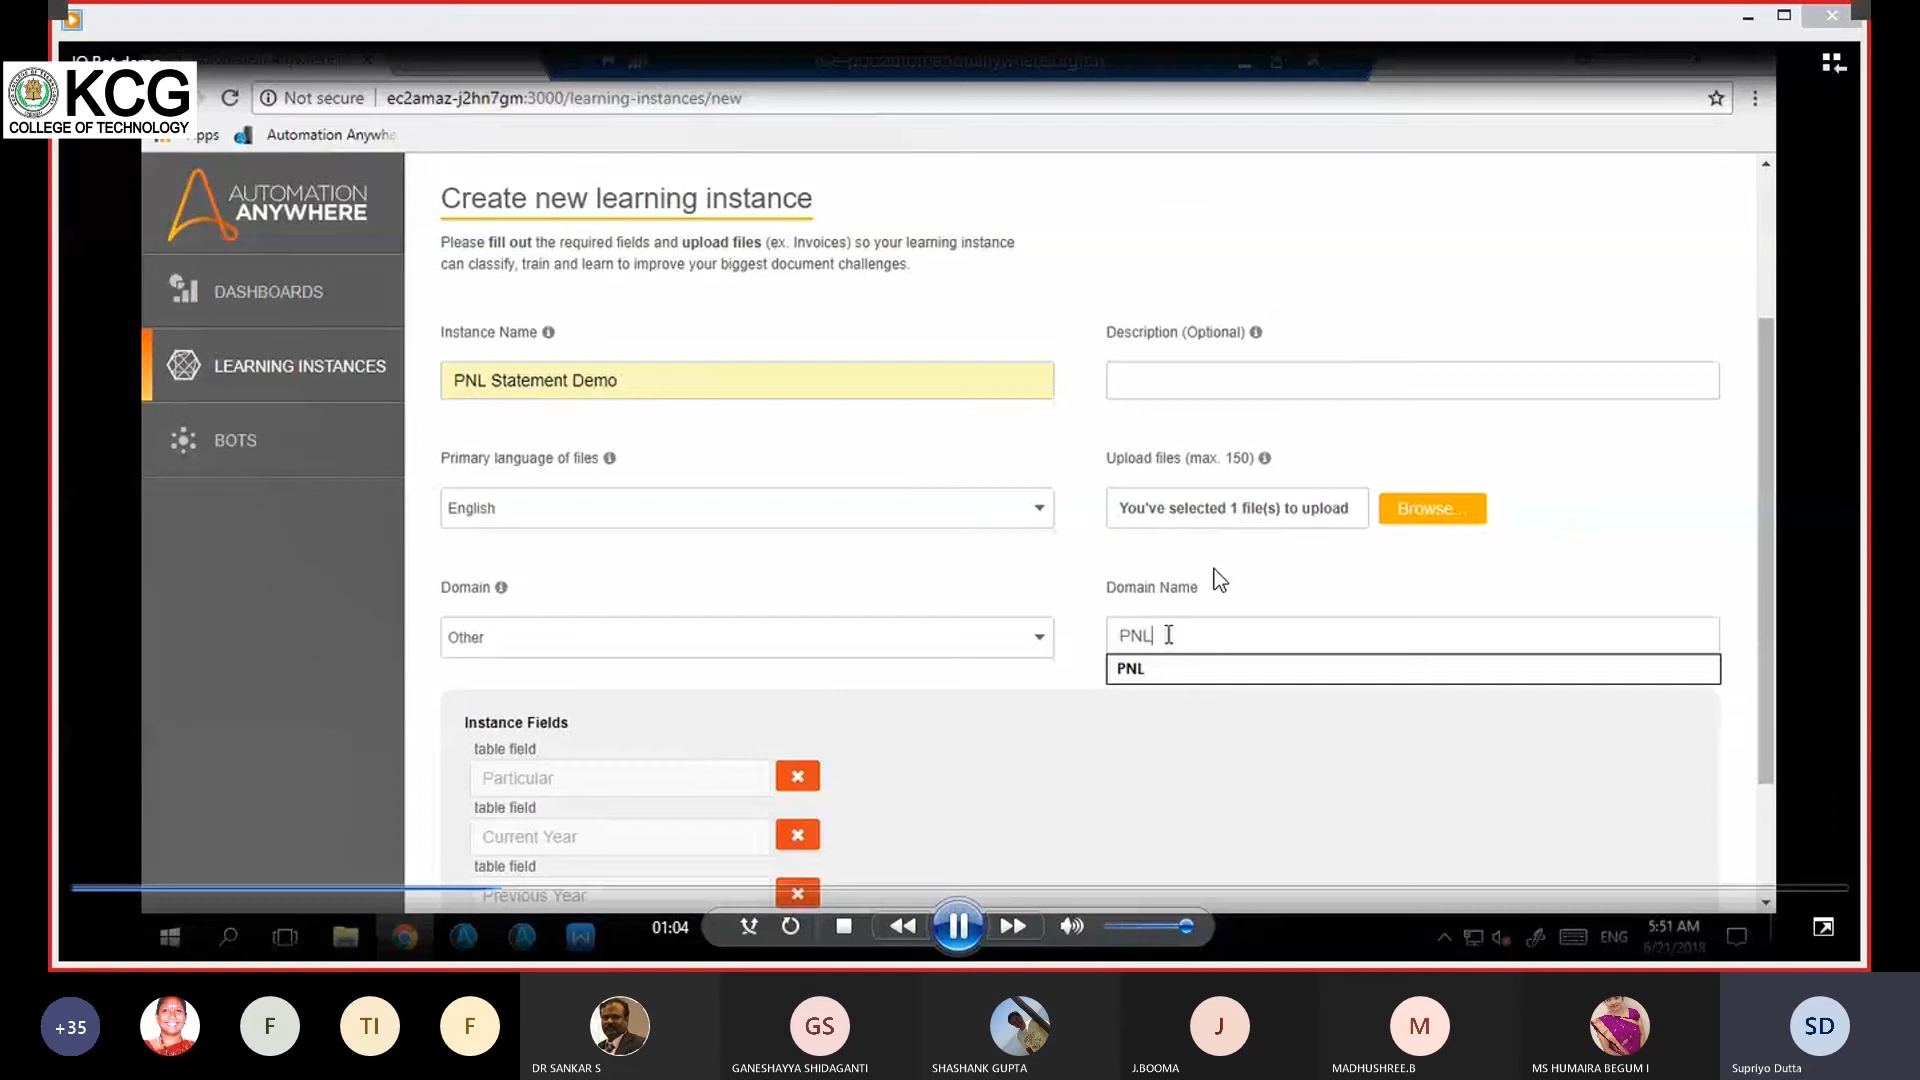 KCG
COLLEGE OF TECHNOLOGY
Not secure
ec2amaz-j2hn7gm:3000/learning-instances/new
Automation Anywhe
AUTOMATION
ANYWHERE
DASHBOARDS
LEARNING INSTANCES
BOTS
Create new learning instance
Please fill out the required fields and upload files (ex. Invoices) so your learning instance
can classify, train and learn to improve your biggest document challenges.
Instance Name
Description (Optional)
PNL Statement Demo
Primary language of files
Upload files (max. 150)
English
You've selected 1 file(s) to upload
Browse...
Domain
Domain Name
Other
PNL
PNL
Instance Fields
table field
Particular
table field
Current Year
table field
Previous Year
01:04
ENG
5:51 AM
6/21/2018
+35
F
TI
F
DR SANKAR S
GS
GANESHAYYA SHIDAGANTI
SHASHANK GUPTA
J
J.BOOMA
M
MADHUSHREE.B
MS HUMAIRA BEGUM I
SD
Supriyo Dutta